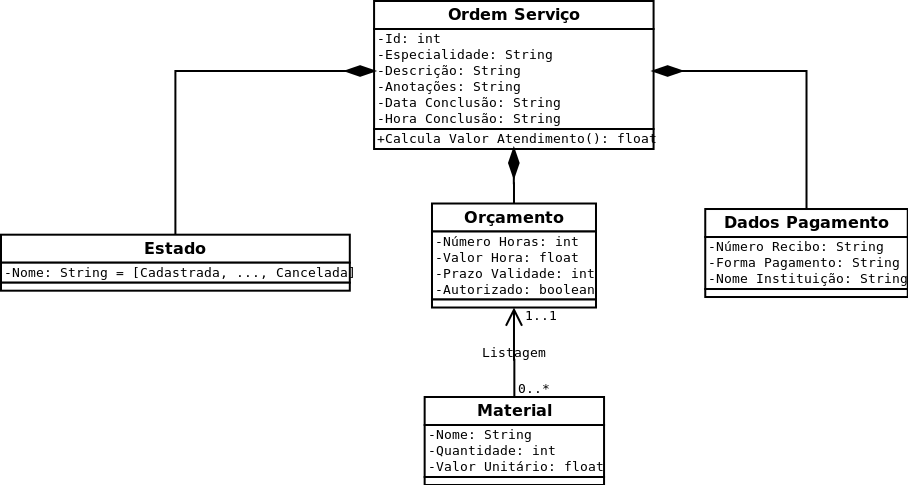 Ordem Serviço
-Id: int
-Especialidade: String
-Descrição: String
-Anotações: String
-Data Conclusão: String
-Hora Conclusão: String
+Calcula Valor Atendimento(): float
Estado
-Nome: String = [Cadastrada, ..., Cancelada]
Orçamento
-Número Horas: int
-Valor Hora: float
-Prazo Validade: int
-Autorizado: boolean
Dados Pagamento
-Número Recibo: String
-Forma Pagamento: String
-Nome Instituição: String
1..1
Listagem
0..*
Material
-Nome: String
-Quantidade: int
-Valor Unitário: float